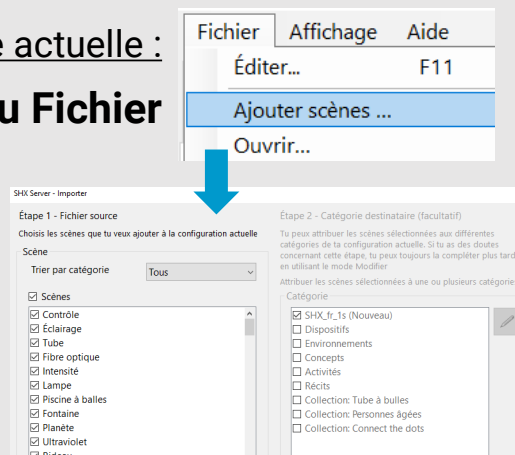 e actuelle :
u Fichier
Fichier Affichage Aide
Éditer... F11
Ajouter scènes ...
Ouvrir...
SHX Server - Importer
Étape 1 - Fichier source
Choisis les scènes que tu veux ajouter à la configuration actuelle
Scène
Trier par catégorie Tous
Scènes
Contrôle
Éclairage
Tube
Fibre optique
Intensité
Lampe
Piscine à balles
Fontaine
Planète
Ultraviolet
Rideau
Étape 2 - Catégorie destinataire (facultatif)
Tu peux attribuer les scènes sélectionnées aux différentes
catégories de ta configuration actuelle. Si tu as des doutes
concernant cette étape, tu peux toujours la compléter plus tard
en utilisant le mode Modifier
Attribuer les scènes sélectionnées à une ou plusieurs catégorie
Catégorie
SHX_fr_1s (Nouveau)
Dispositifs
Environnements
Concepts
Activités
Récits
Collection: Tube à bulles
Collection: Personnes âgées
Collection: Connect the dots